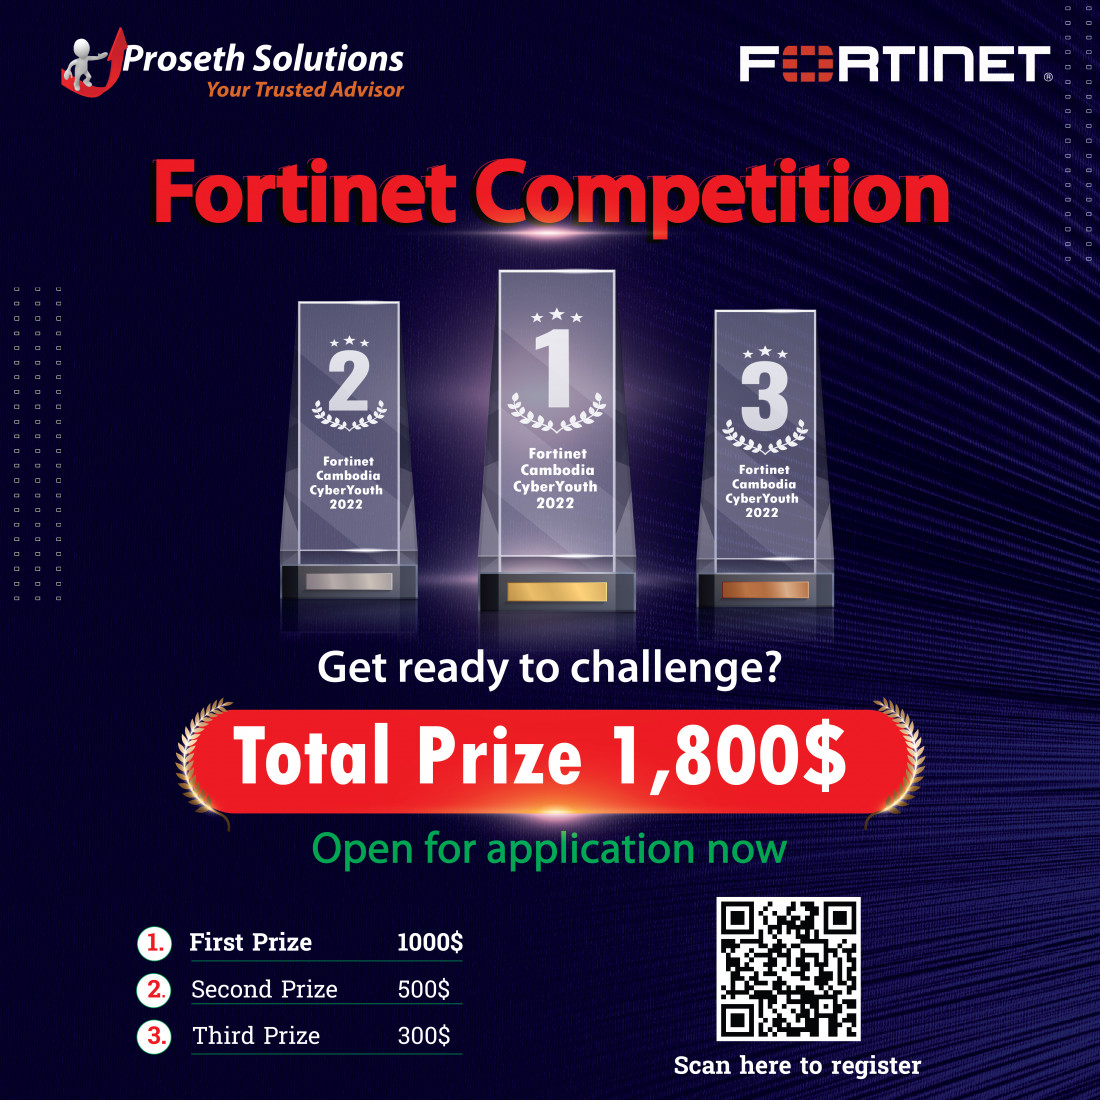 Proseth Solutions
Your Trusted Advisor
FORTINET®
Fortinet Competition
2
Fortinet
Cambodia
CyberYouth
2022
1
Fortinet
Cambodia
CyberYouth
2022
3
Fortinet
Cambodia
CyberYouth
2022
Get ready to challenge?
Total Prize 1,800$
Open for application now
1. First Prize 1000$
2. Second Prize 500$
3. Third Prize 300$
Scan here to register